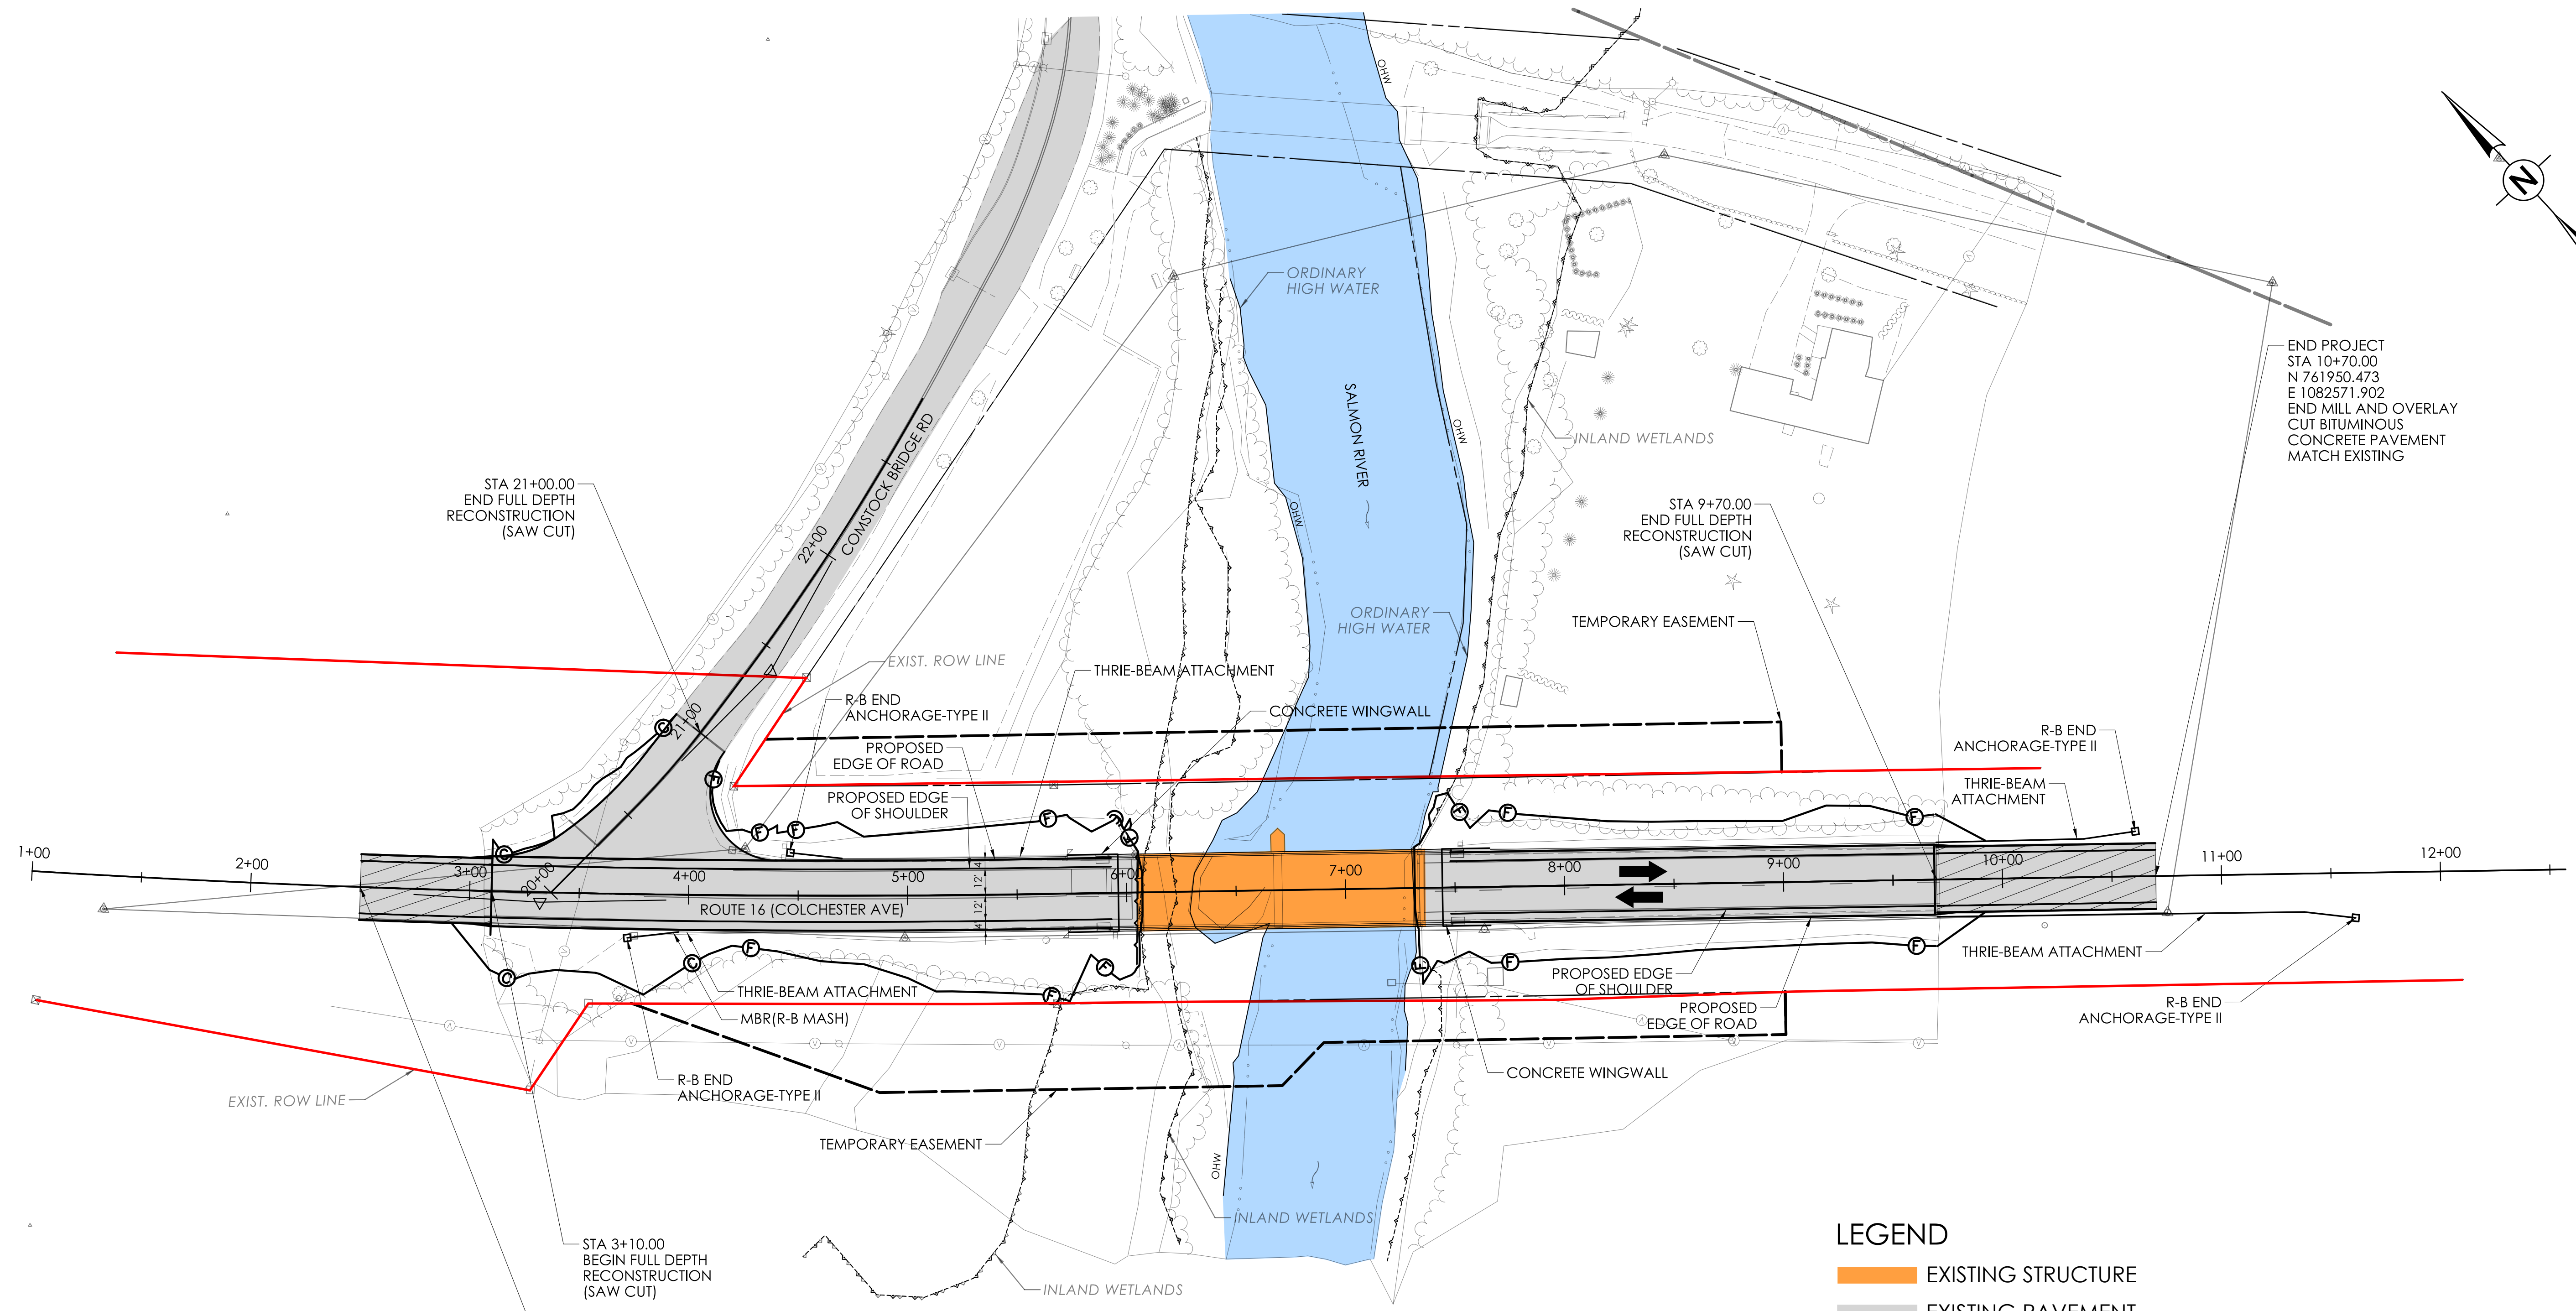 OHW
N
ORDINARY
HIGH WATER
SALMON RIVER
END PROJECT
STA 10+70.00
N 761950.473
E 1082571.902
END MILL AND OVERLAY
CUT BITUMINOUS
CONCRETE PAVEMENT
MATCH EXISTING
OHW
INLAND WETLANDS
COMSTOCK BRIDGE RD
STA 21+00.00
END FULL DEPTH
RECONSTRUCTION
(SAW CUT)
22+00
OHW
STA 9+70.00
END FULL DEPTH
RECONSTRUCTION
(SAW CUT)
ORDINARY
HIGH WATER
TEMPORARY EASEMENT
EXIST. ROW LINE
THRIE-BEAM ATTACHMENT
R-B END
ANCHORAGE-TYPE II
CONCRETE WINGWALL
21+00
C
PROPOSED
EDGE OF ROAD
R-B END
ANCHORAGE-TYPE II
F
PROPOSED EDGE
OF SHOULDER
THRIE-BEAM
ATTACHMENT
F
F
F
F
F
F
F
1+00
2+00
C
3+00
20+00
4+00
5+00
6+00
7+00
8+00
9+00
10+00
11+00
12+00
4'
12'
12'
4'
ROUTE 16 (COLCHESTER AVE)
F
C
C
F
F
F
F
F
F
THRIE-BEAM ATTACHMENT
PROPOSED EDGE
OF SHOULDER
THRIE-BEAM ATTACHMENT
MBR(R-B MASH)
PROPOSED
EDGE OF ROAD
R-B END
ANCHORAGE-TYPE II
CONCRETE WINGWALL
R-B END
ANCHORAGE-TYPE II
EXIST. ROW LINE
TEMPORARY EASEMENT
OHW
INLAND WETLANDS
STA 3+10.00
BEGIN FULL DEPTH
RECONSTRUCTION
(SAW CUT)
INLAND WETLANDS
LEGEND
EXISTING STRUCTURE
EXISTING PAVEMENT